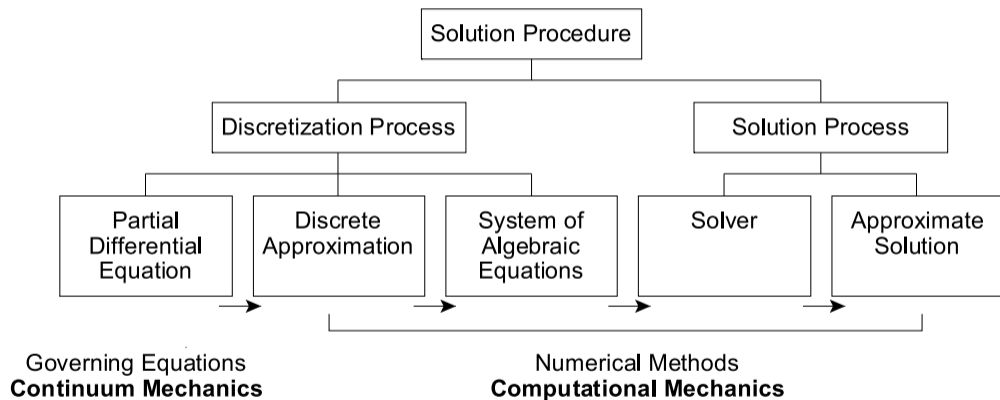 Solution Procedure
Discretization Process
Solution Process
Partial
Differential
Equation
Discrete
Approximation
System of
Algebraic
Equations
Solver
Approximate
Solution
Governing Equations
Continuum Mechanics
Numerical Methods
Computational Mechanics